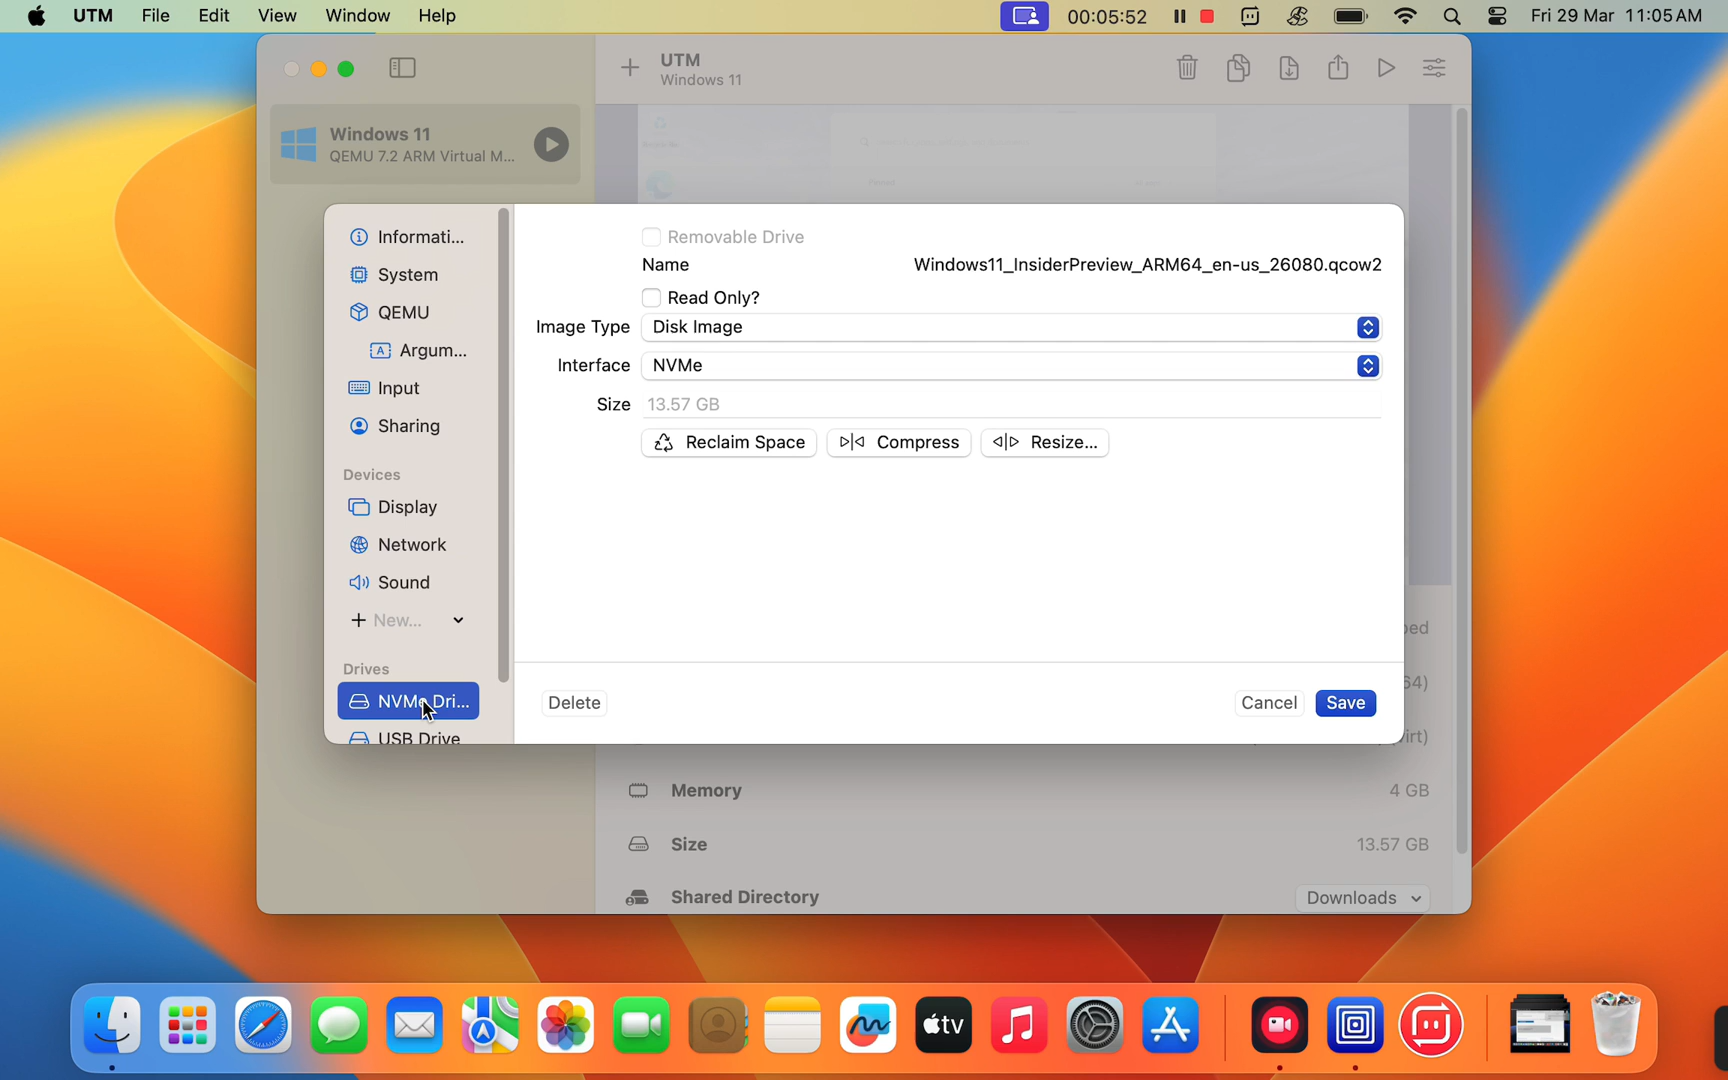 UTM File Edit View Window Help 00:05:52 Fri 29 Mar 11:05 AM
UTM
Windows 11
Windows 11
QEMU 7.2 ARM Virtual M...
Informati...
System
QEMU
Argum...
Input
Sharing
Devices
Display
Network
Sound
New...
Drives
NVMe Dri...
USB Drive
Removable Drive
Name Windows11_InsiderPreview_ARM64_en-us_26080.qcow2
Read Only?
Image Type Disk Image
Interface NVMe
Size 13.57 GB
Reclaim Space Compress Resize...
Delete Cancel Save
Memory 4 GB
Size 13.57 GB
Shared Directory Downloads
tv